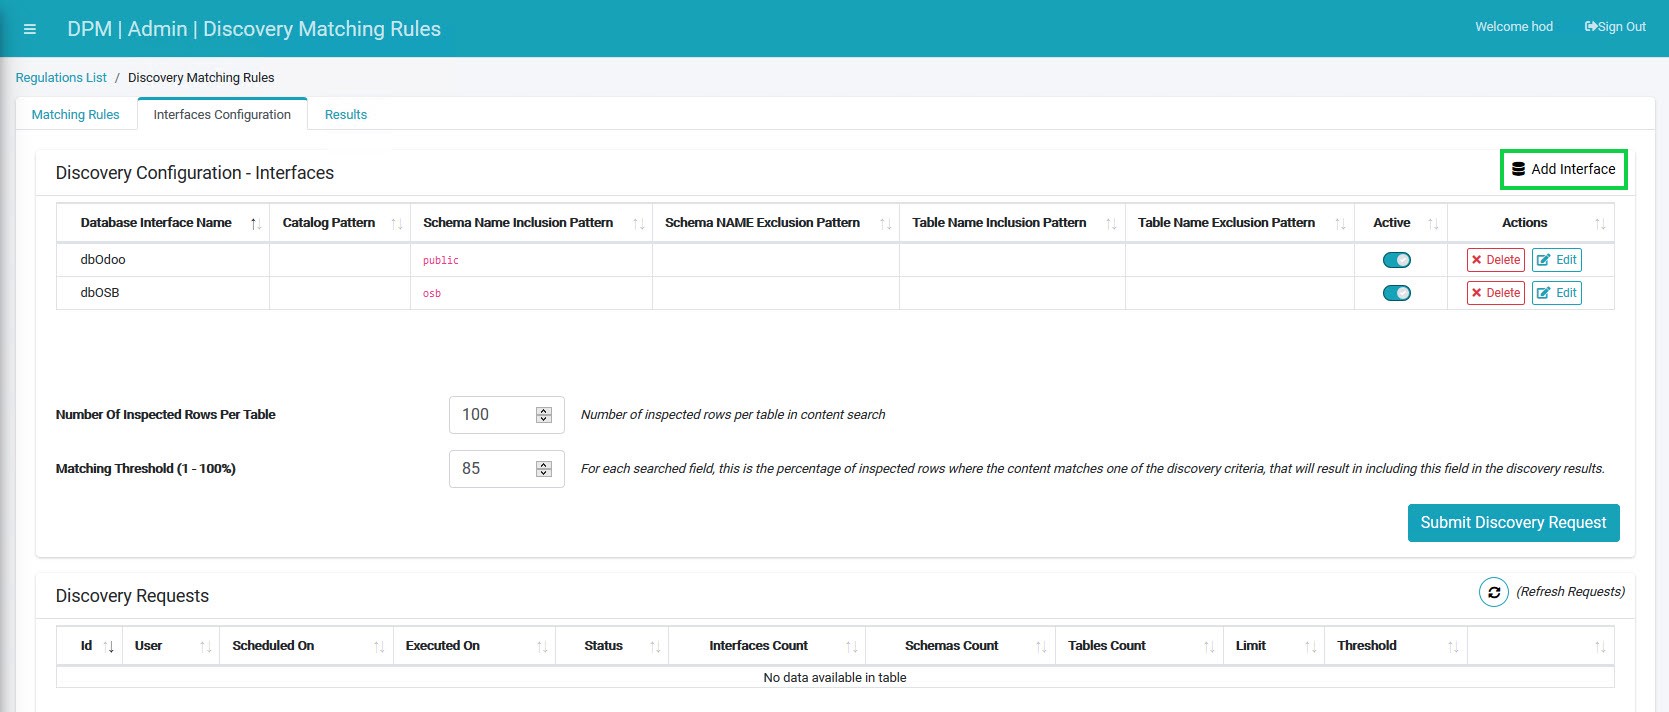 DPM | Admin | Discovery Matching Rules
Welcome hod
Sign Out
Regulations List / Discovery Matching Rules
Matching Rules
Interfaces Configuration
Results
Discovery Configuration - Interfaces
Add Interface
Database Interface Name Catalog Pattern Schema Name Inclusion Pattern Schema NAME Exclusion Pattern Table Name Inclusion Pattern Table Name Exclusion Pattern Active Actions
dbOdoo public Delete Edit
dbOSB osb Delete Edit
Number Of Inspected Rows Per Table 100 Number of inspected rows per table in content search
Matching Threshold (1 - 100%) 85 For each searched field, this is the percentage of inspected rows where the content matches one of the discovery criteria, that will result in including this field in the discovery results.
Submit Discovery Request
Discovery Requests
(Refresh Requests)
Id User Scheduled On Executed On Status Interfaces Count Schemas Count Tables Count Limit Threshold
No data available in table